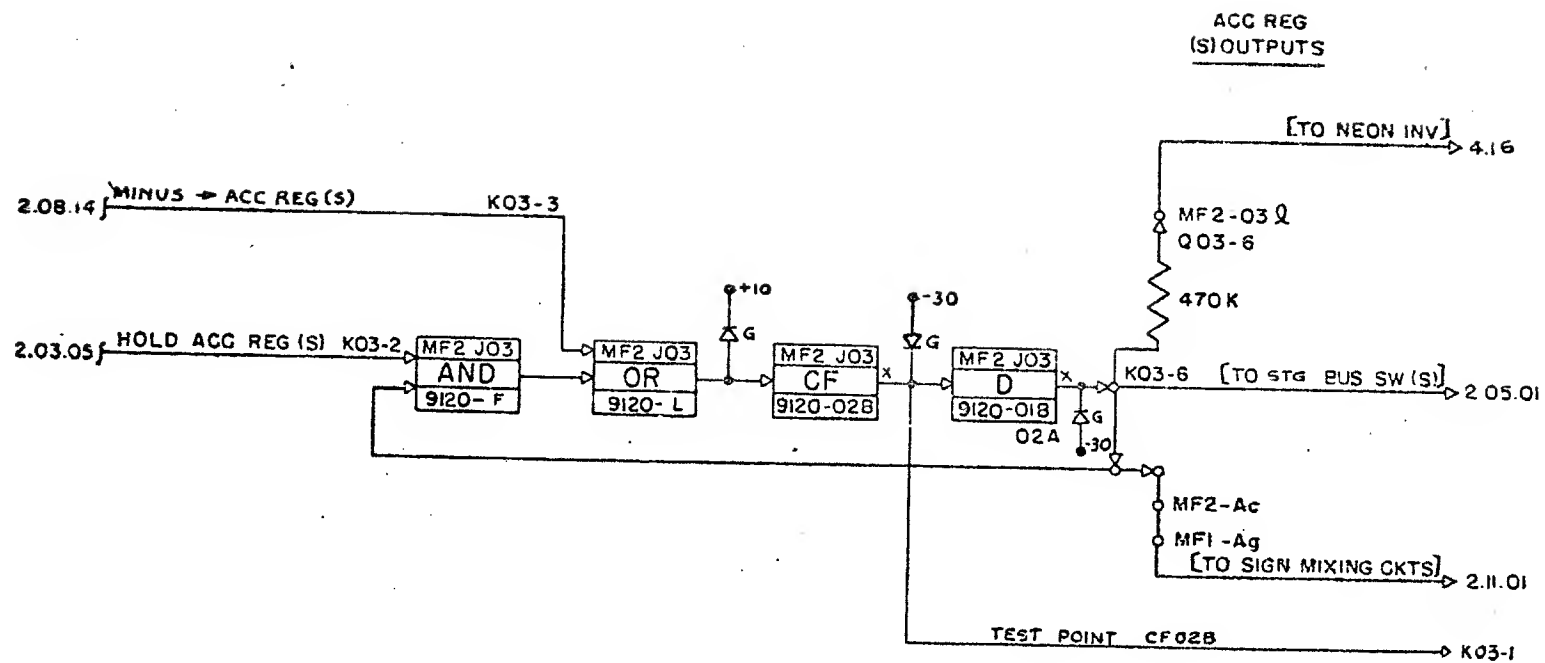 ACC REG
(S) OUTPUTS
[TO NEON INV]
4.16
2.08.14
MINUS → ACC REG (S)
K03-3
MF2-03 l
Q03-6
470K
+10
G
-30
G
2.03.05
HOLD ACC REG (S) K03-2
MF2 J03
AND
9120-F
MF2 J03
OR
9120-L
MF2 J03
CF
9120-02B
X
MF2 J03
D
9120-01B
02A
X
G
-30
K03-6
[TO STG BUS SW (S)]
2 05.01
MF2-Ac
MF1-Ag
[TO SIGN MIXING CKTS]
2.11.01
TEST POINT CF02B
K03-1